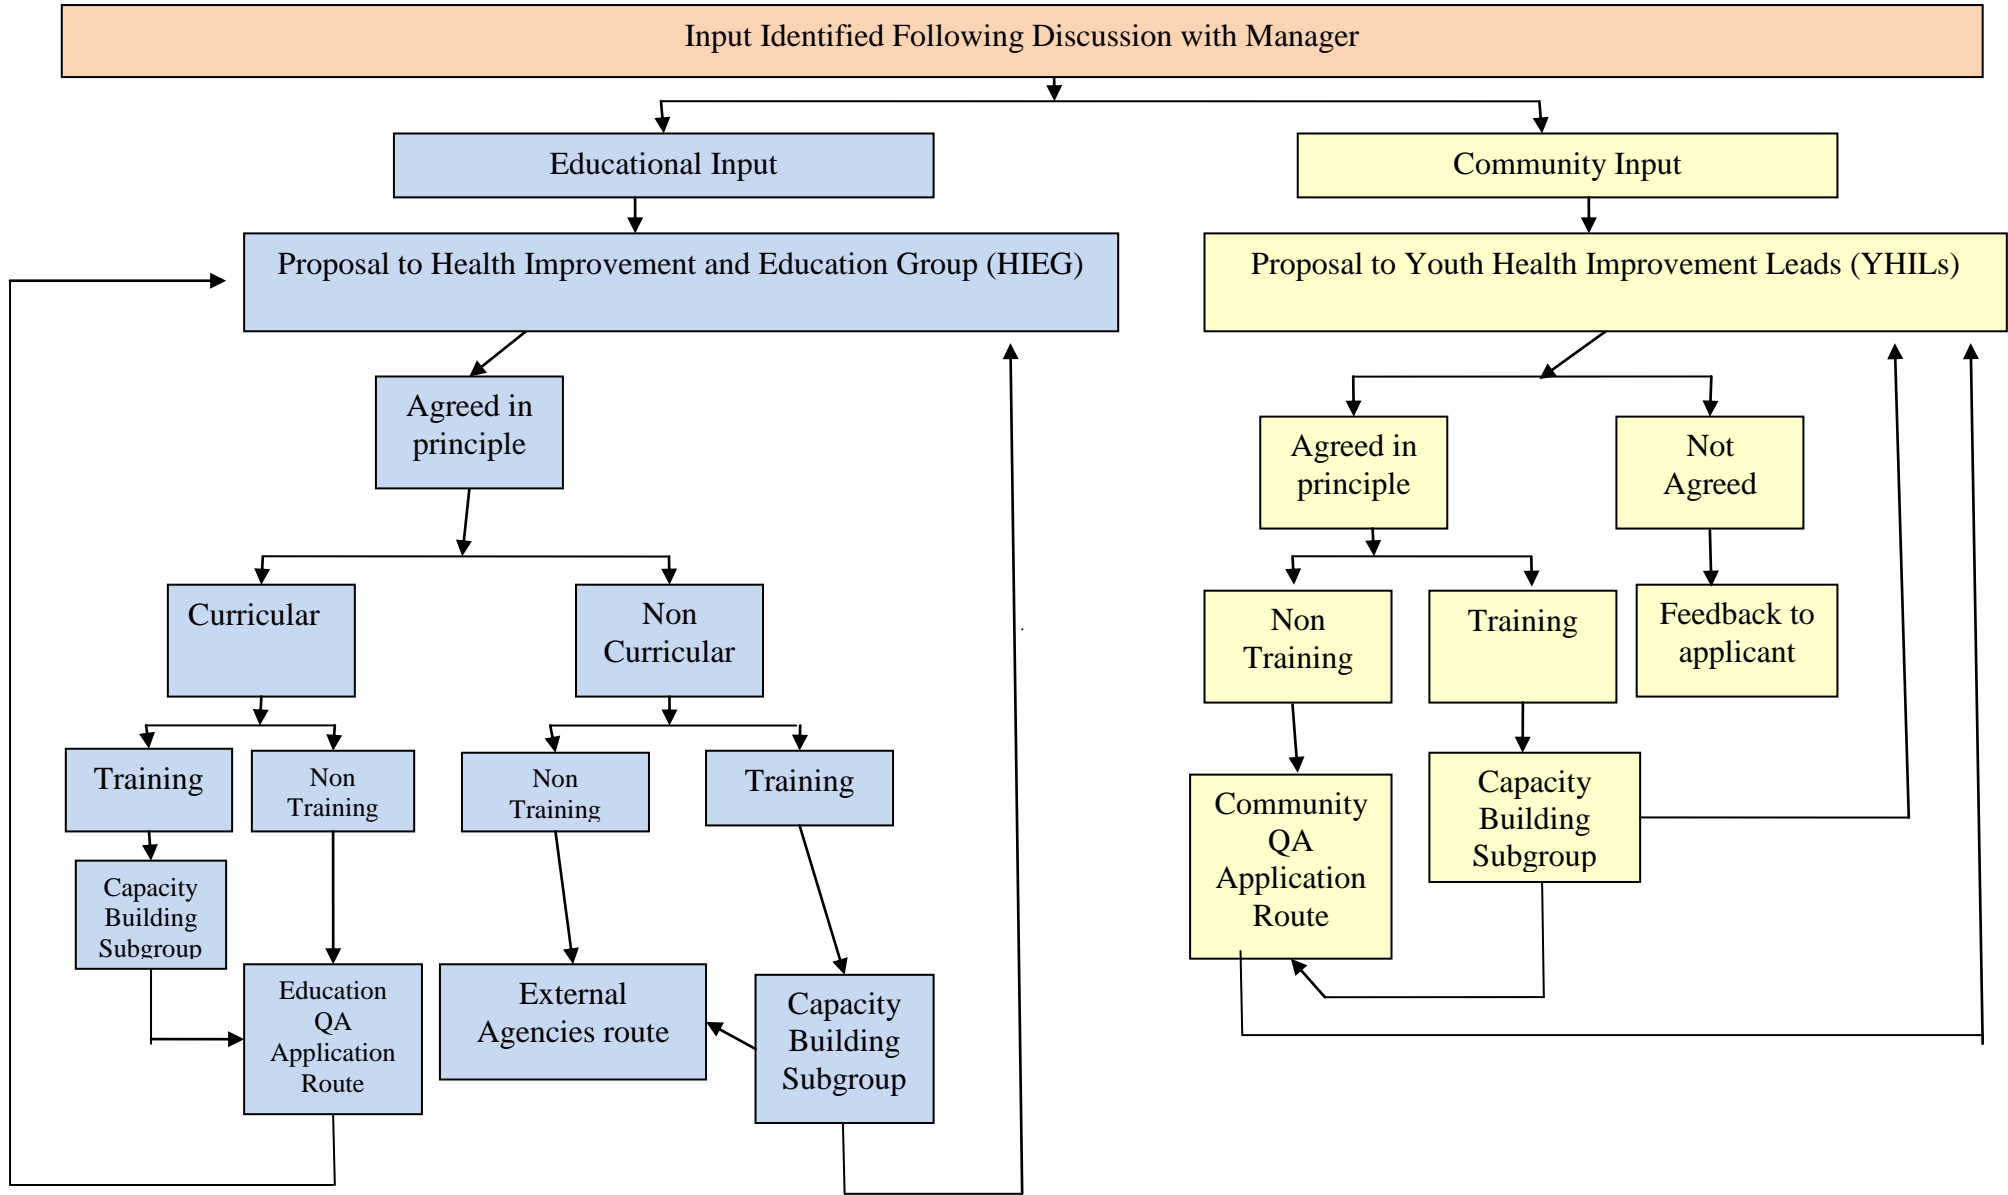 Input Identified Following Discussion with Manager
Educational Input
Community Input
Proposal to Health Improvement and Education Group (HIEG)
Proposal to Youth Health Improvement Leads (YHILs)
Agreed in
principle
Agreed in
principle
Not
Agreed
Curricular
Non
Curricular
Non
Training
Training
Feedback to
applicant
Training
Non
Training
Non
Training
Training
Community
QA
Application
Route
Capacity
Building
Subgroup
Capacity
Building
Subgroup
Education
QA
Application
Route
External
Agencies route
Capacity
Building
Subgroup